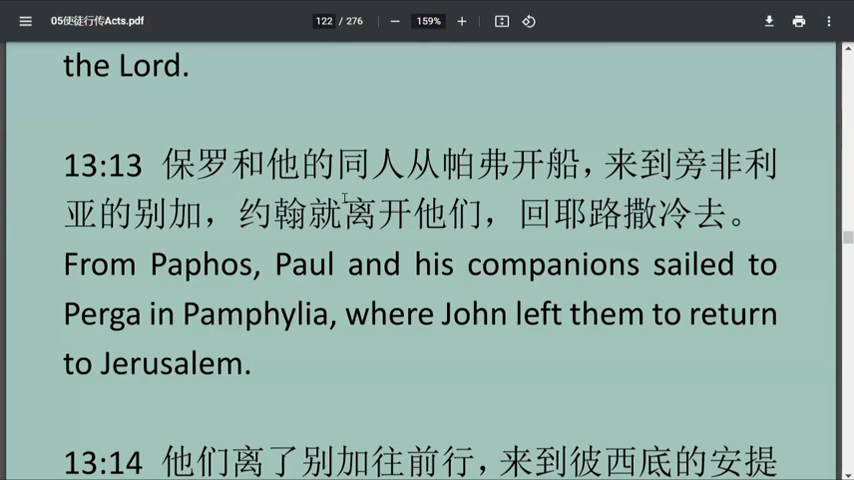 05使徒行传Acts.pdf
122 / 276
159%
the Lord.
13:13 保罗和他的同人从帕弗开船，来到旁非利
亚的别加，约翰就离开他们，回耶路撒冷去。
From Paphos, Paul and his companions sailed to
Perga in Pamphylia, where John left them to return
to Jerusalem.
13:14 他们离了别加往前行，来到彼西底的安提